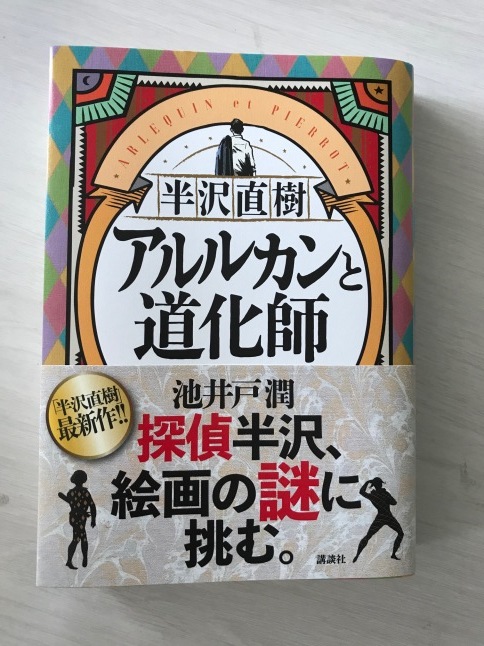 ARLEQUIN et PIERROT
半沢直樹
アルルカンと
道化師
「半沢直樹」
最新作!!
池井戸潤
探偵半沢、
絵画の謎に
挑む。
講談社